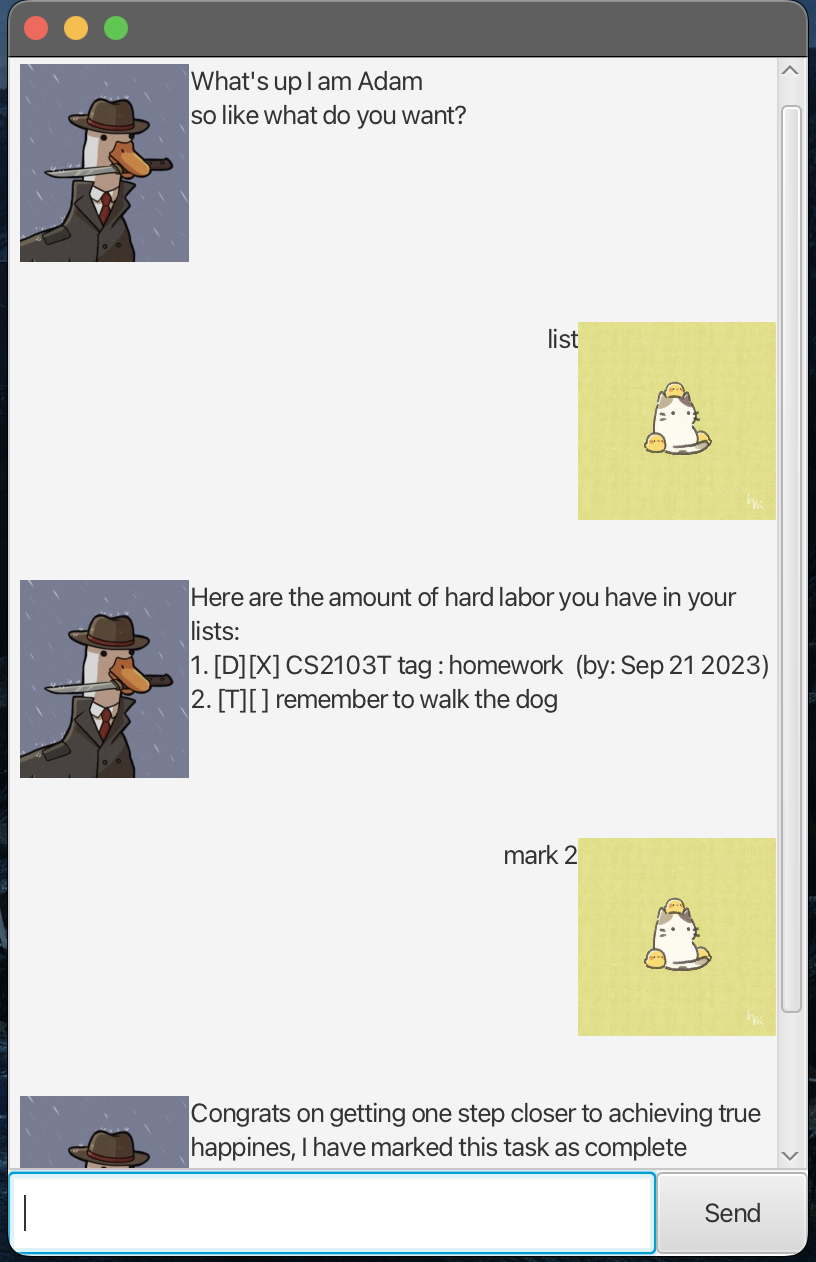 What's up I am Adam
so like what do you want?
list
Here are the amount of hard labor you have in your
lists:
1. [D][X] CS2103T tag : homework  (by: Sep 21 2023)
2. [T][ ] remember to walk the dog
mark 2
Congrats on getting one step closer to achieving true
happines, I have marked this task as complete
Send